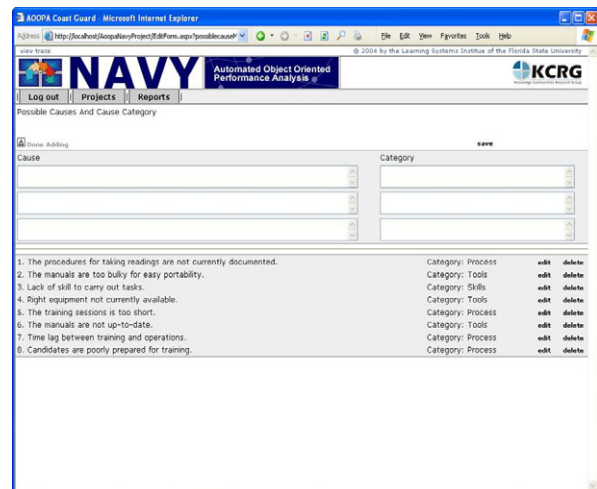 AOOPA Coast Guard - Microsoft Internet Explorer
Address http://localhost/AoopaNavyProject/EditForm.aspx?possiblecause File Edit View Favorites Tools Help
view trace © 2004 by the Learning Systems Institue of the Florida State University
NAVY Automated Object Oriented Performance Analysis KCRG
Log out Projects Reports
Possible Causes And Cause Category
A Done Adding save
Cause Category
1. The procedures for taking readings are not currently documented. Category: Process edit delete
2. The manuals are too bulky for easy portability. Category: Tools edit delete
3. Lack of skill to carry out tasks. Category: Skills edit delete
4. Right equipment not currently available. Category: Tools edit delete
5. The training sessions is too short. Category: Process edit delete
6. The manuals are not up-to-date. Category: Tools edit delete
7. Time lag between training and operations. Category: Process edit delete
8. Candidates are poorly prepared for training. Category: Process edit delete